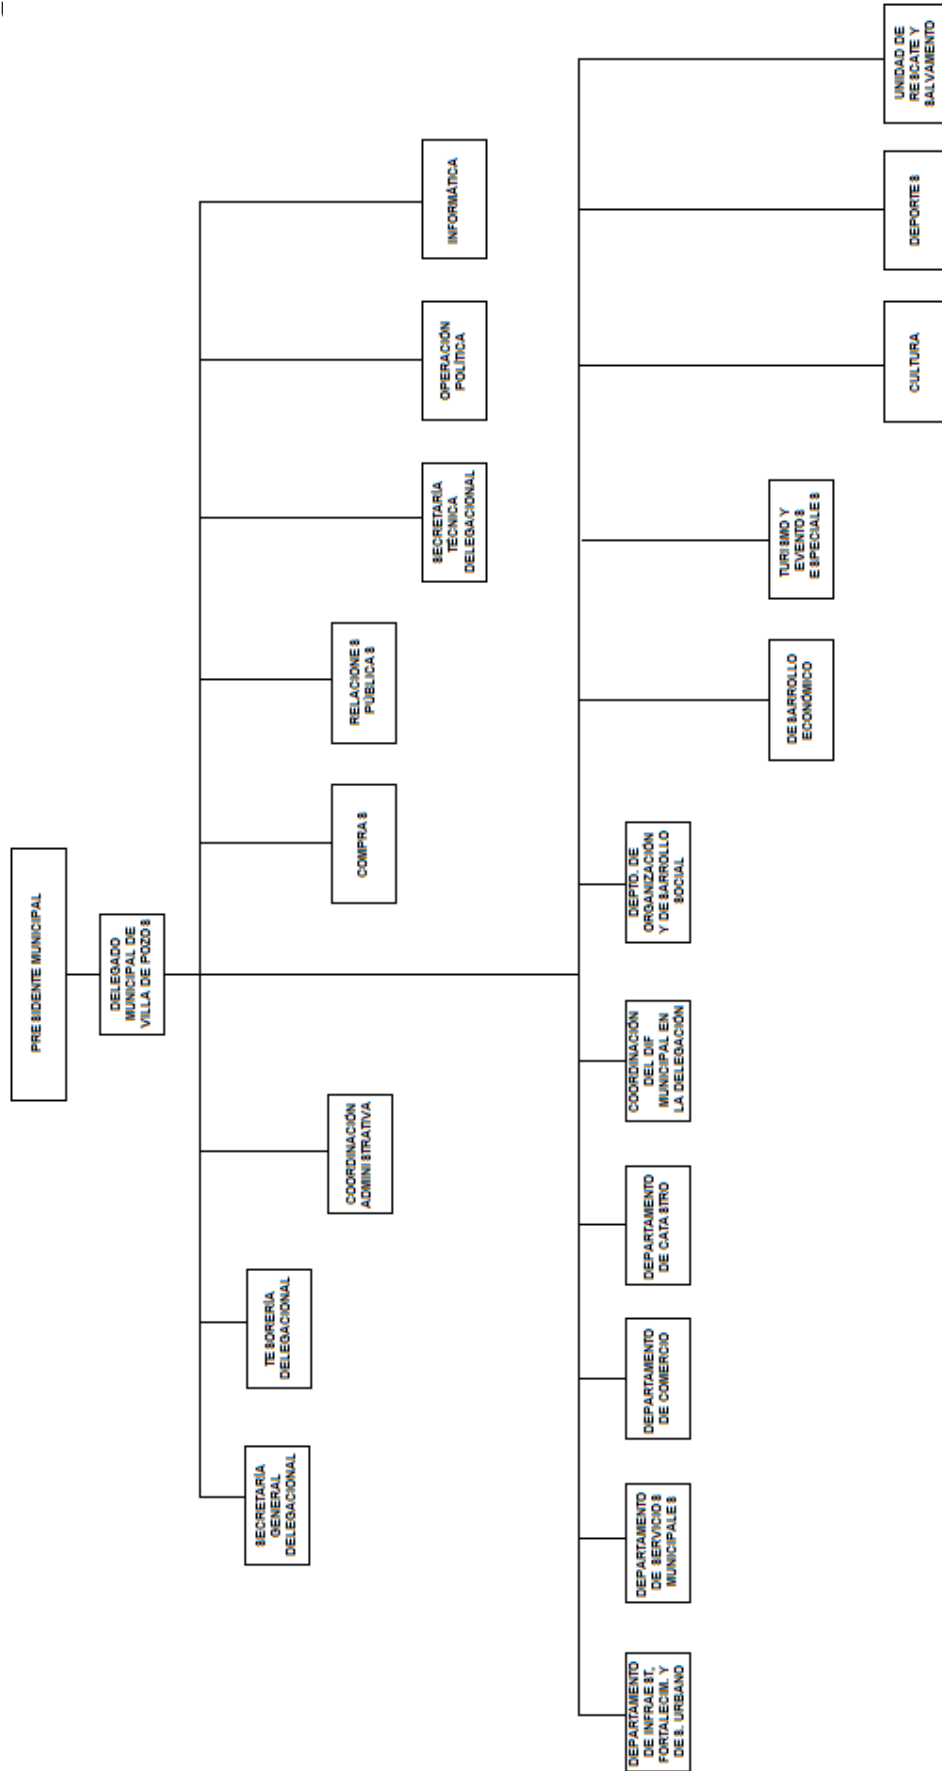 PRESIDENTE MUNICIPAL
DELEGADO
MUNICIPAL DE
VILLA DE POZOS
SECRETARÍA
GENERAL
DELEGACIONAL
TESORERÍA
DELEGACIONAL
COORDINACIÓN
ADMINISTRATIVA
COMPRAS
RELACIONES
PÚBLICAS
SECRETARÍA
TÉCNICA
DELEGACIONAL
OPERACIÓN
POLÍTICA
INFORMÁTICA
DEPARTAMENTO
DE INFRAEST,
FORTALECIM. Y
DES. URBANO
DEPARTAMENTO
DE SERVICIOS
MUNICIPALES
DEPARTAMENTO
DE COMERCIO
DEPARTAMENTO
DE CATASTRO
COORDINACIÓN
DEL DIF
MUNICIPAL EN
LA DELEGACIÓN
DEPTO. DE
ORGANIZACIÓN
Y DESARROLLO
SOCIAL
DESARROLLO
ECONÓMICO
TURISMO Y
EVENTOS
ESPECIALES
CULTURA
DEPORTES
UNIDAD DE
RESCATE Y
SALVAMENTO